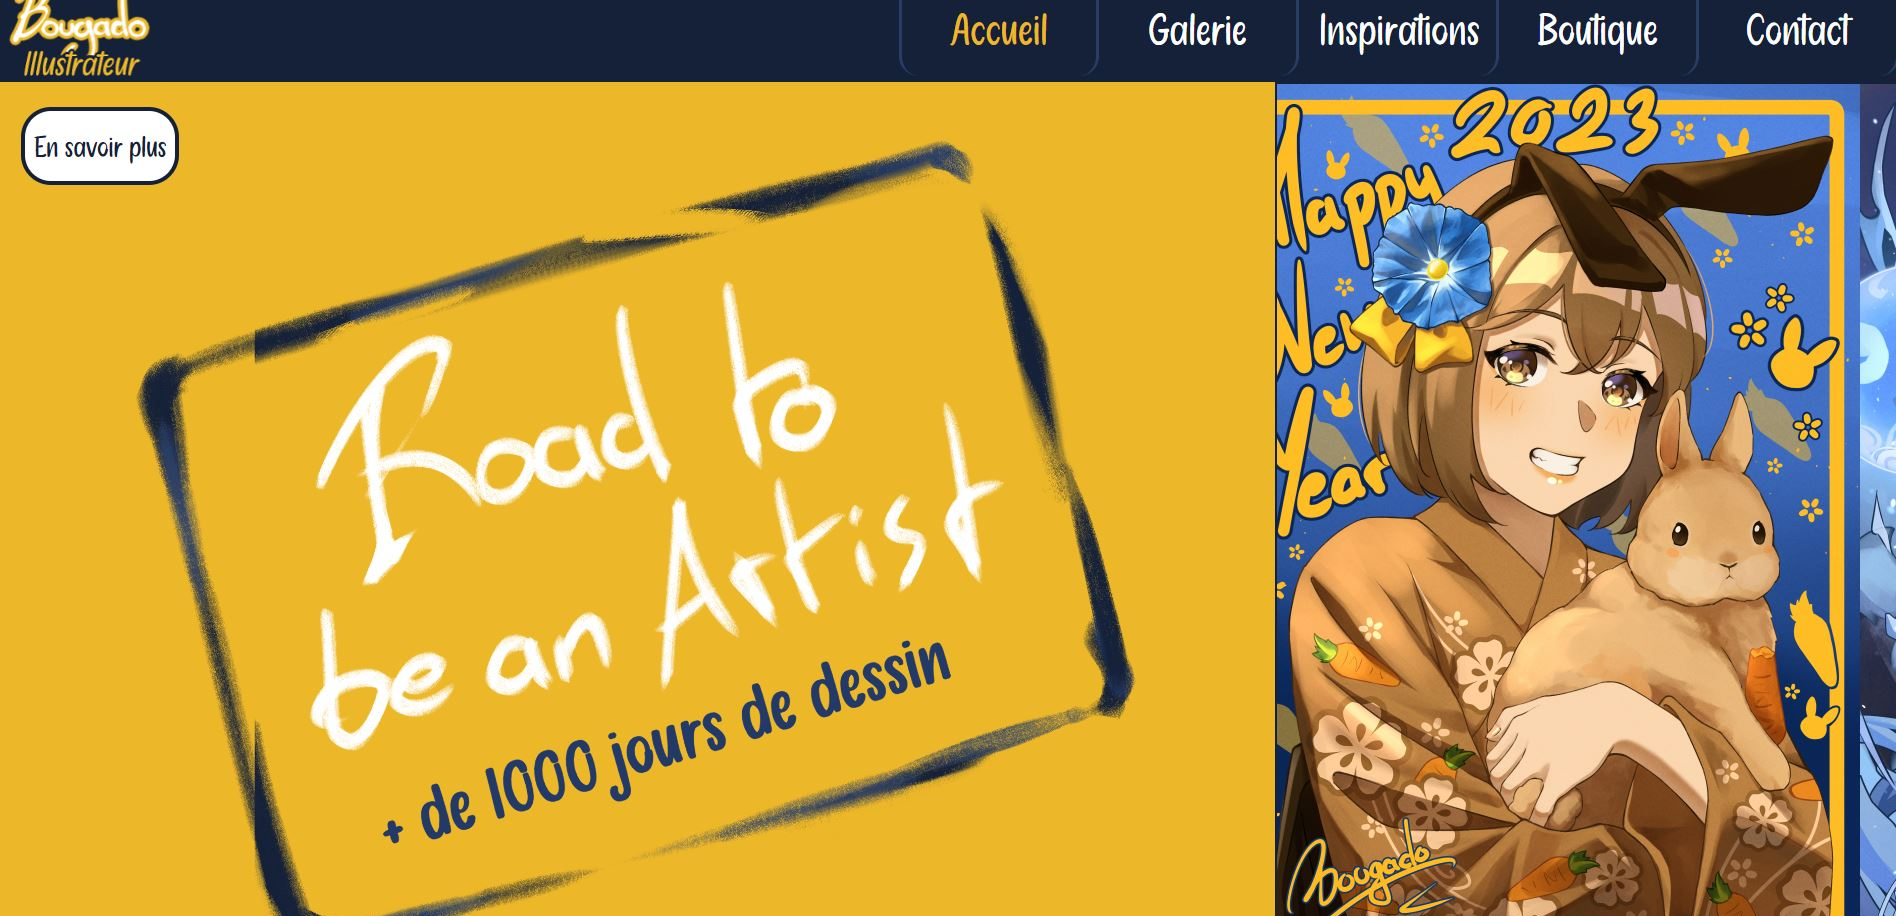 Bougado
Illustrateur
Accueil
Galerie
Inspirations
Boutique
Contact
En savoir plus
Road to
be an Artist
+ de 1000 jours de dessin
2023
Happy
New
Year
Bougado